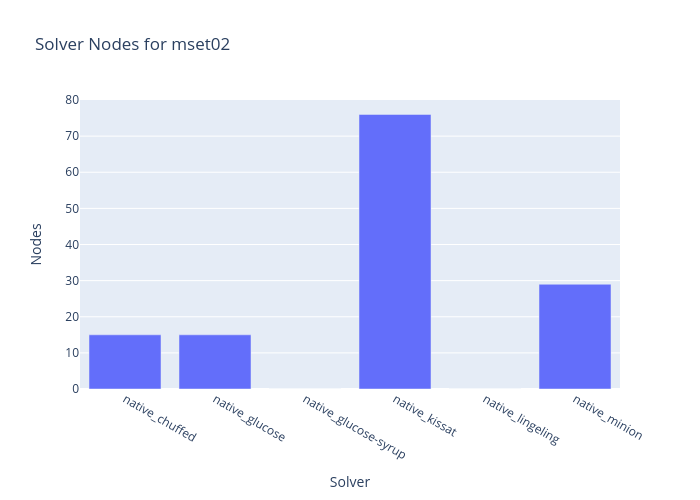 Solver Nodes for mset02
80
70
60
50
40
30
20
10
0
Nodes
native_chuffed
native_glucose
native_glucose-syrup
native_kissat
native_lingeling
native_minion
Solver